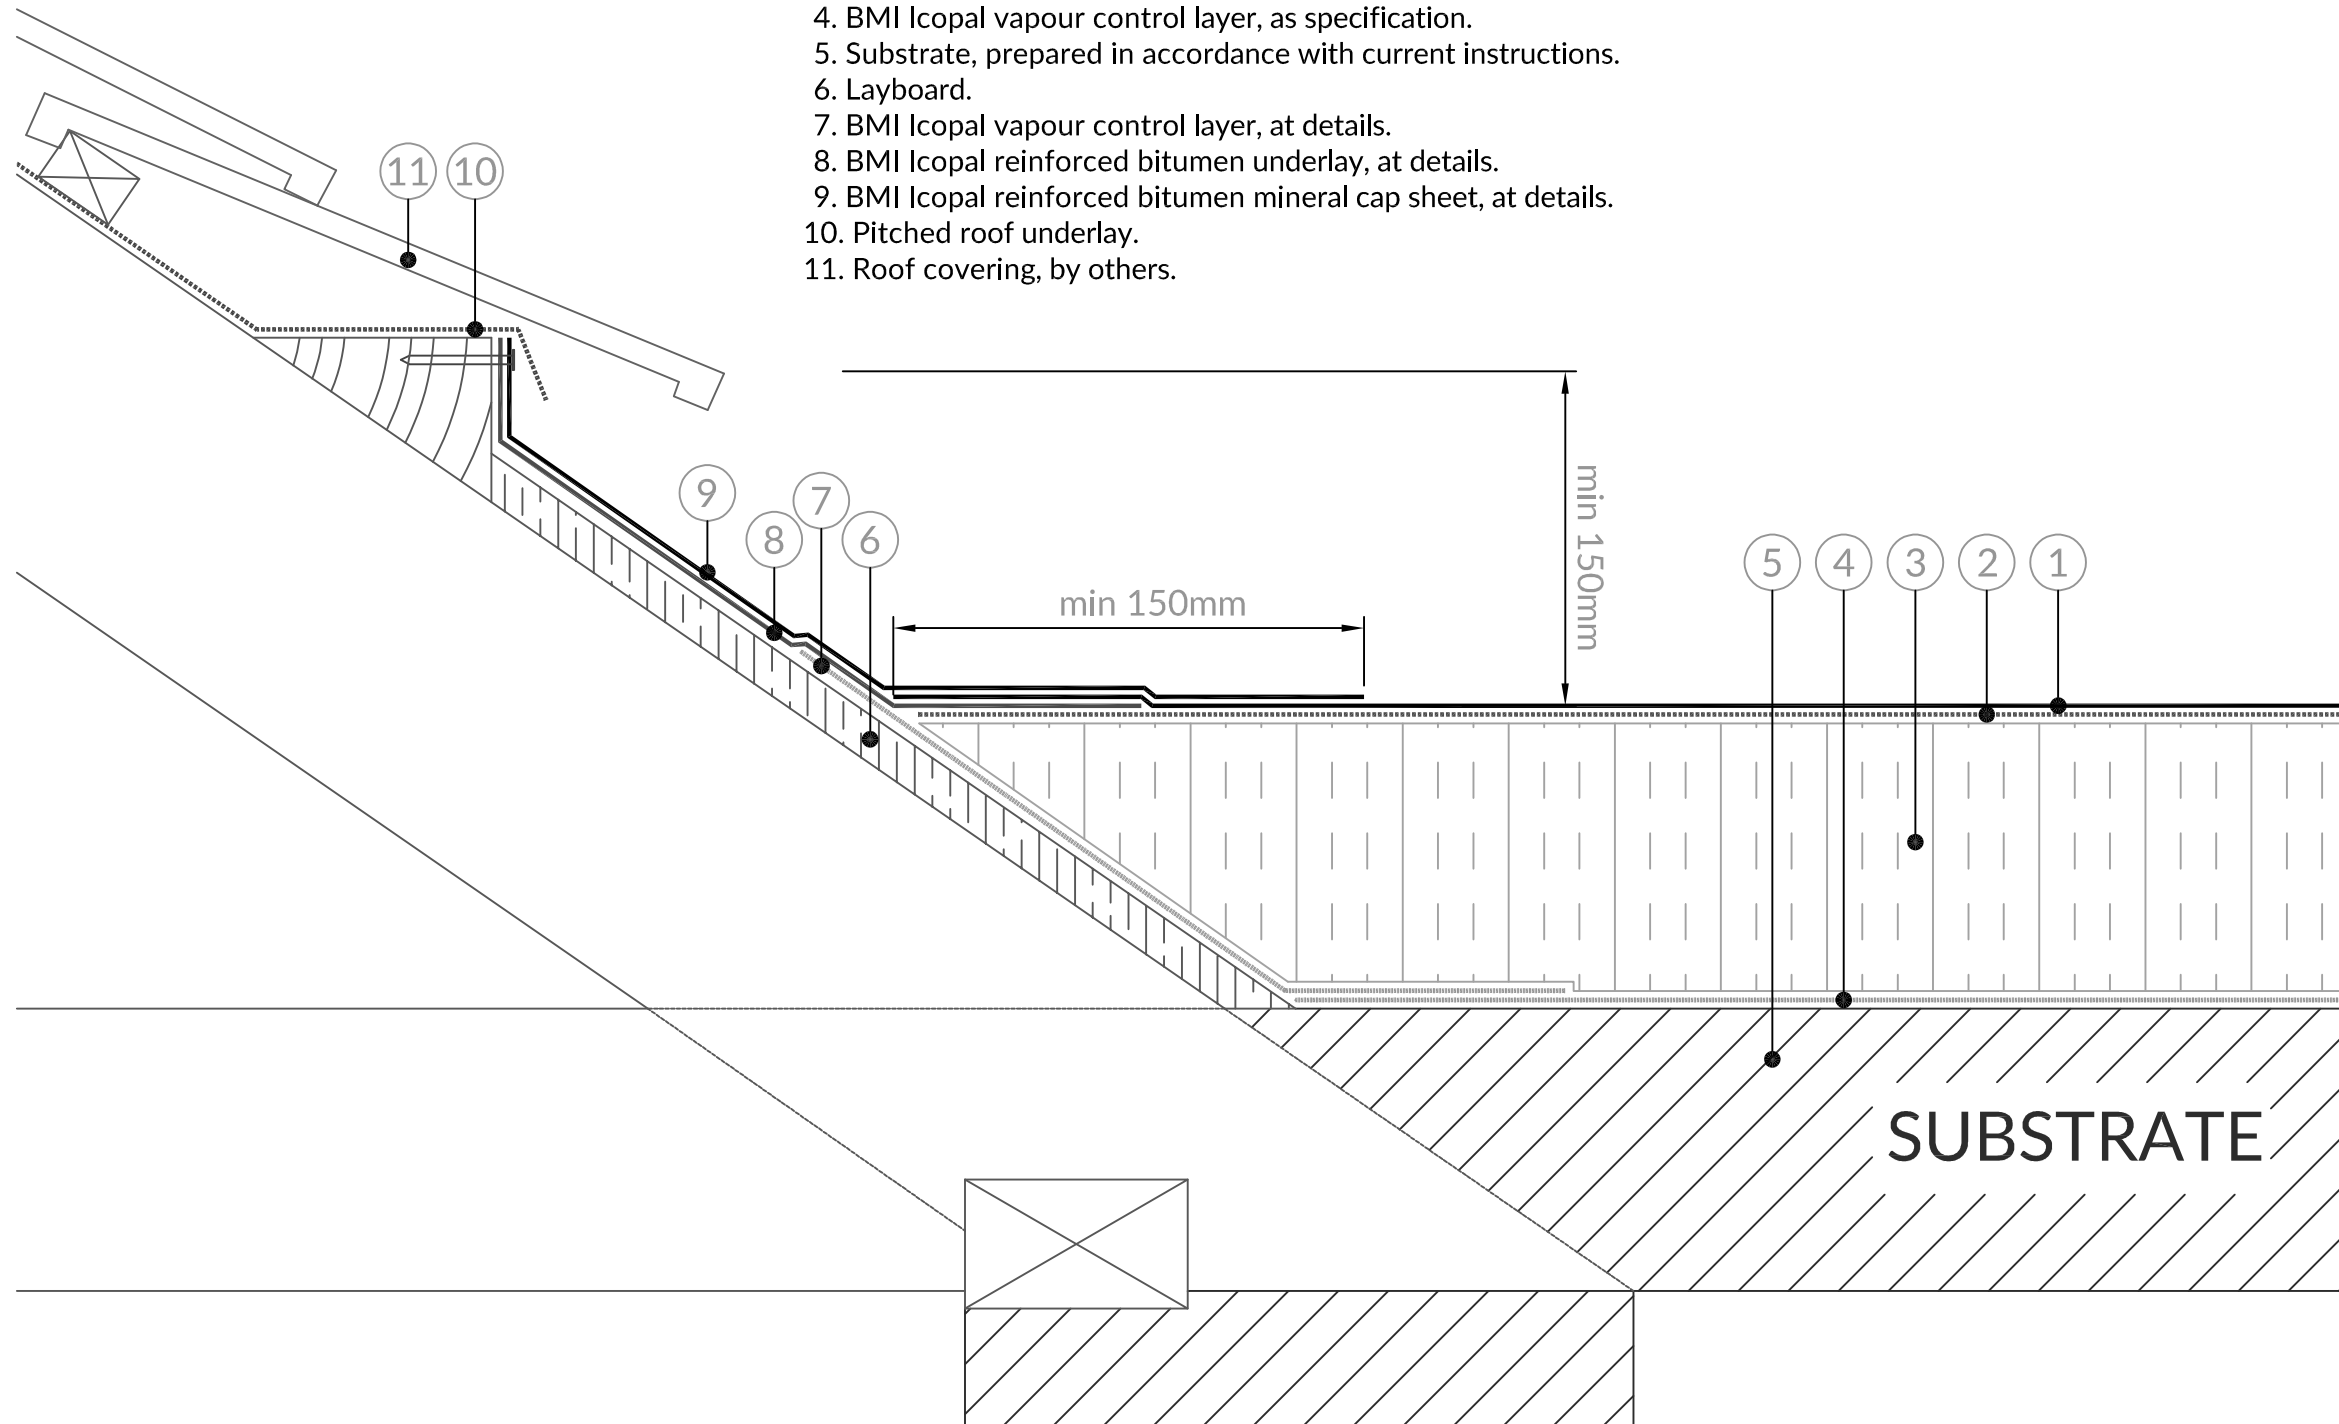 4. BMI Icopal vapour control layer, as specification.
5. Substrate, prepared in accordance with current instructions.
6. Layboard.
7. BMI Icopal vapour control layer, at details.
8. BMI Icopal reinforced bitumen underlay, at details.
9. BMI Icopal reinforced bitumen mineral cap sheet, at details.
10. Pitched roof underlay.
11. Roof covering, by others.
11 10
9 8 7 6
min 150mm
min 150mm
5 4 3 2 1
SUBSTRATE